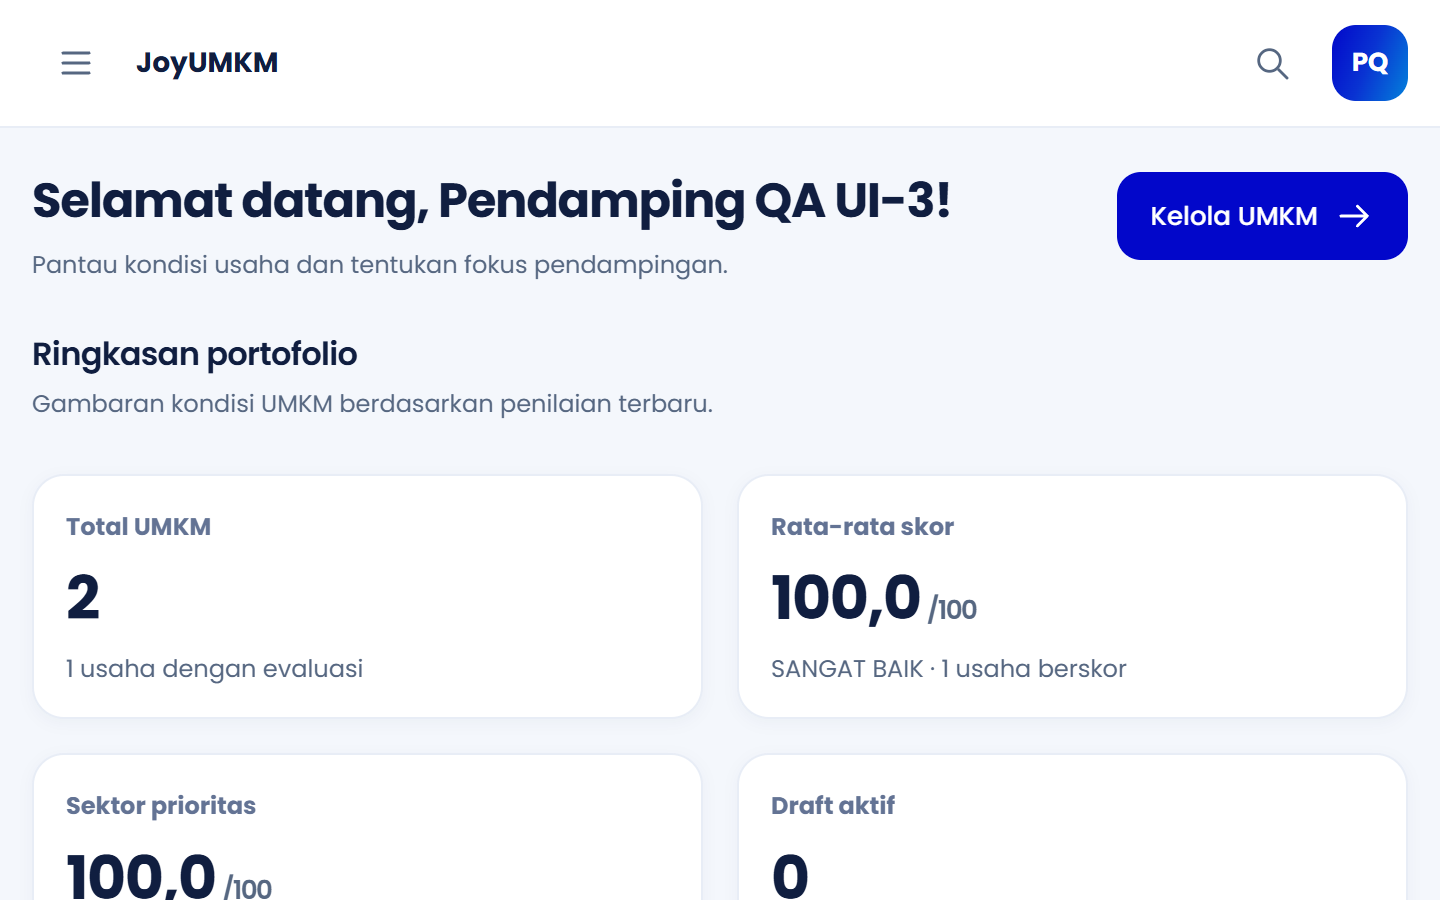 JoyUMKM
PQ
Selamat datang, Pendamping QA UI-3!
Kelola UMKM →
Pantau kondisi usaha dan tentukan fokus pendampingan.
Ringkasan portofolio
Gambaran kondisi UMKM berdasarkan penilaian terbaru.
Total UMKM
2
1 usaha dengan evaluasi
Rata-rata skor
100,0 /100
SANGAT BAIK · 1 usaha berskor
Sektor prioritas
100,0 /100
Draft aktif
0